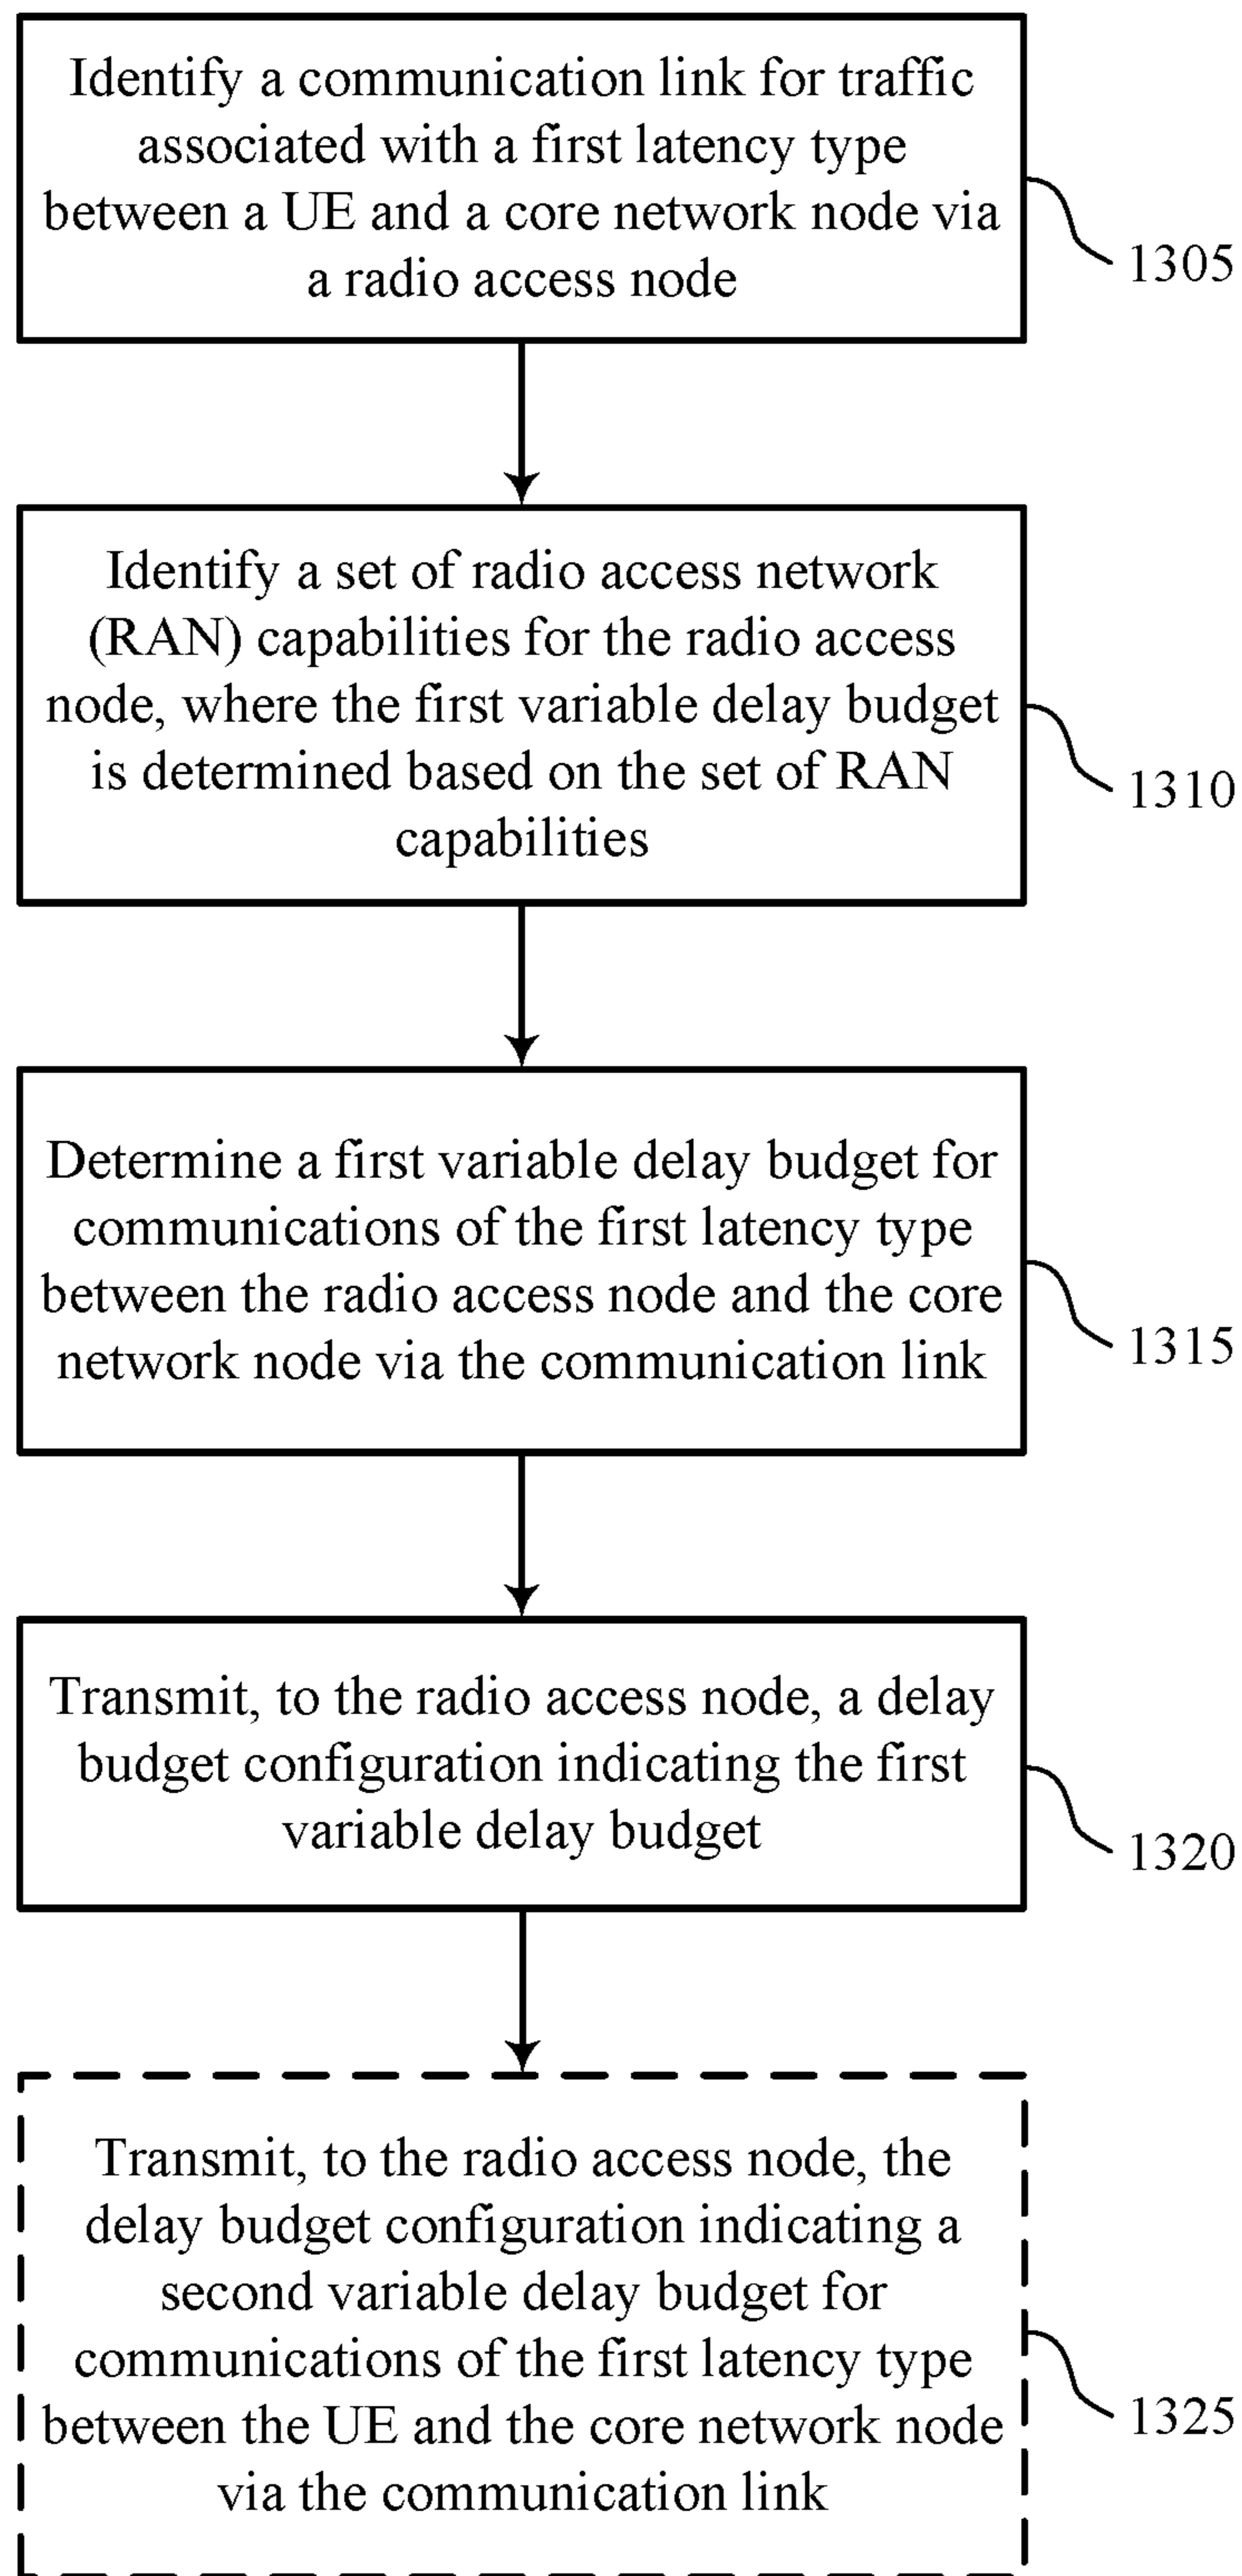 Identify a communication link for traffic
associated with a first latency type
between a UE and a core network node via
a radio access node
1305
Identify a set of radio access network
(RAN) capabilities for the radio access
node, where the first variable delay budget
is determined based on the set of RAN
capabilities
1310
Determine a first variable delay budget for
communications of the first latency type
between the radio access node and the core
network node via the communication link
1315
Transmit, to the radio access node, a delay
budget configuration indicating the first
variable delay budget
1320
Transmit, to the radio access node, the
delay budget configuration indicating a
second variable delay budget for
communications of the first latency type
between the UE and the core network node
via the communication link
1325